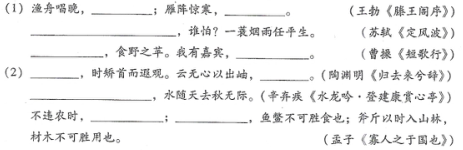 (1) 渔舟唱晚，________；雁阵惊寒，________。 (王勃《滕王阁序》)
________________，谁怕？一蓑烟雨任平生。 (苏轼《定风波》)
________________，食野之苹。我有嘉宾，________。 (曹操《短歌行》)
(2) ________，时矫首而遐观。云无心以出岫，________。(陶渊明《归去来兮辞》)
________________，水随天去秋无际。(辛弃疾《水龙吟·登建康赏心亭》)
不违农时，________；________，鱼鳖不可胜食也；斧斤以时入山林，
材木不可胜用也。 (孟子《寡人之于国也》)